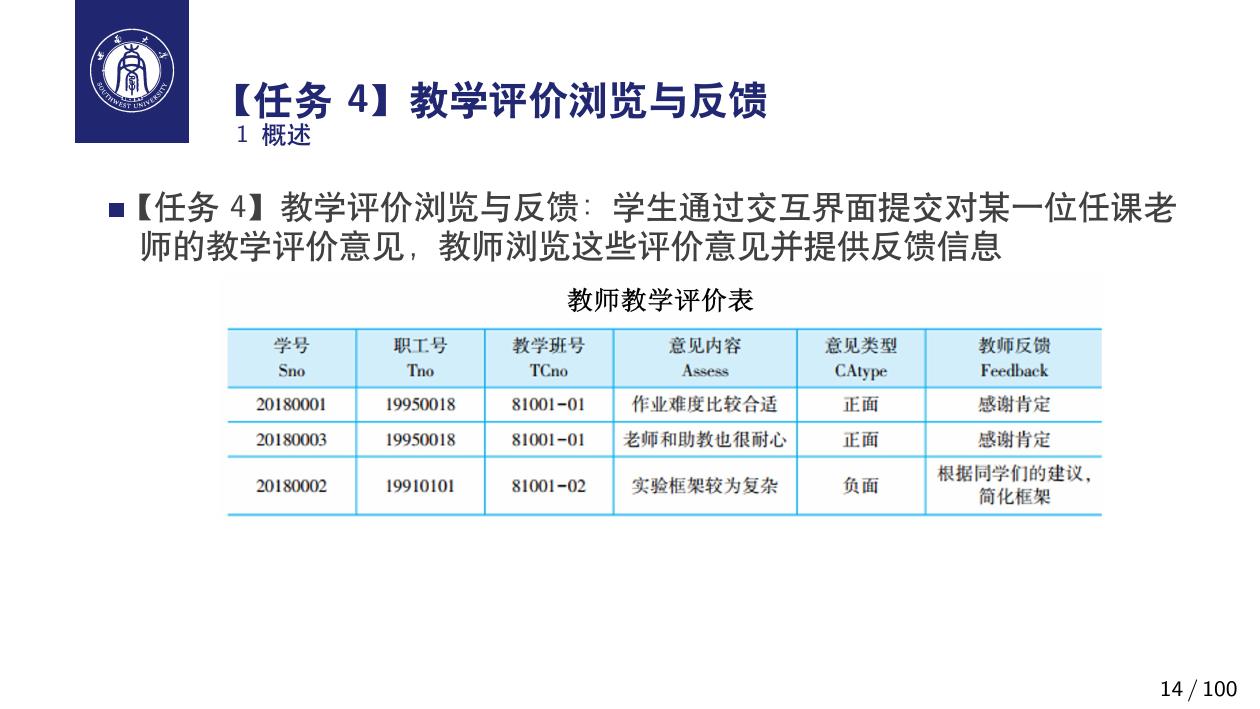 西南大学
SOUTHWEST UNIVERSITY
【任务 4】教学评价浏览与反馈
1 概述
【任务 4】教学评价浏览与反馈：学生通过交互界面提交对某一位任课老
师的教学评价意见，教师浏览这些评价意见并提供反馈信息
教师教学评价表
学号 职工号 教学班号 意见内容 意见类型 教师反馈
Sno Tno TCno Assess CAtype Feedback
20180001 19950018 81001-01 作业难度比较合适 正面 感谢肯定
20180003 19950018 81001-01 老师和助教也很耐心 正面 感谢肯定
20180002 19910101 81001-02 实验框架较为复杂 负面 根据同学们的建议，
简化框架
14 / 100